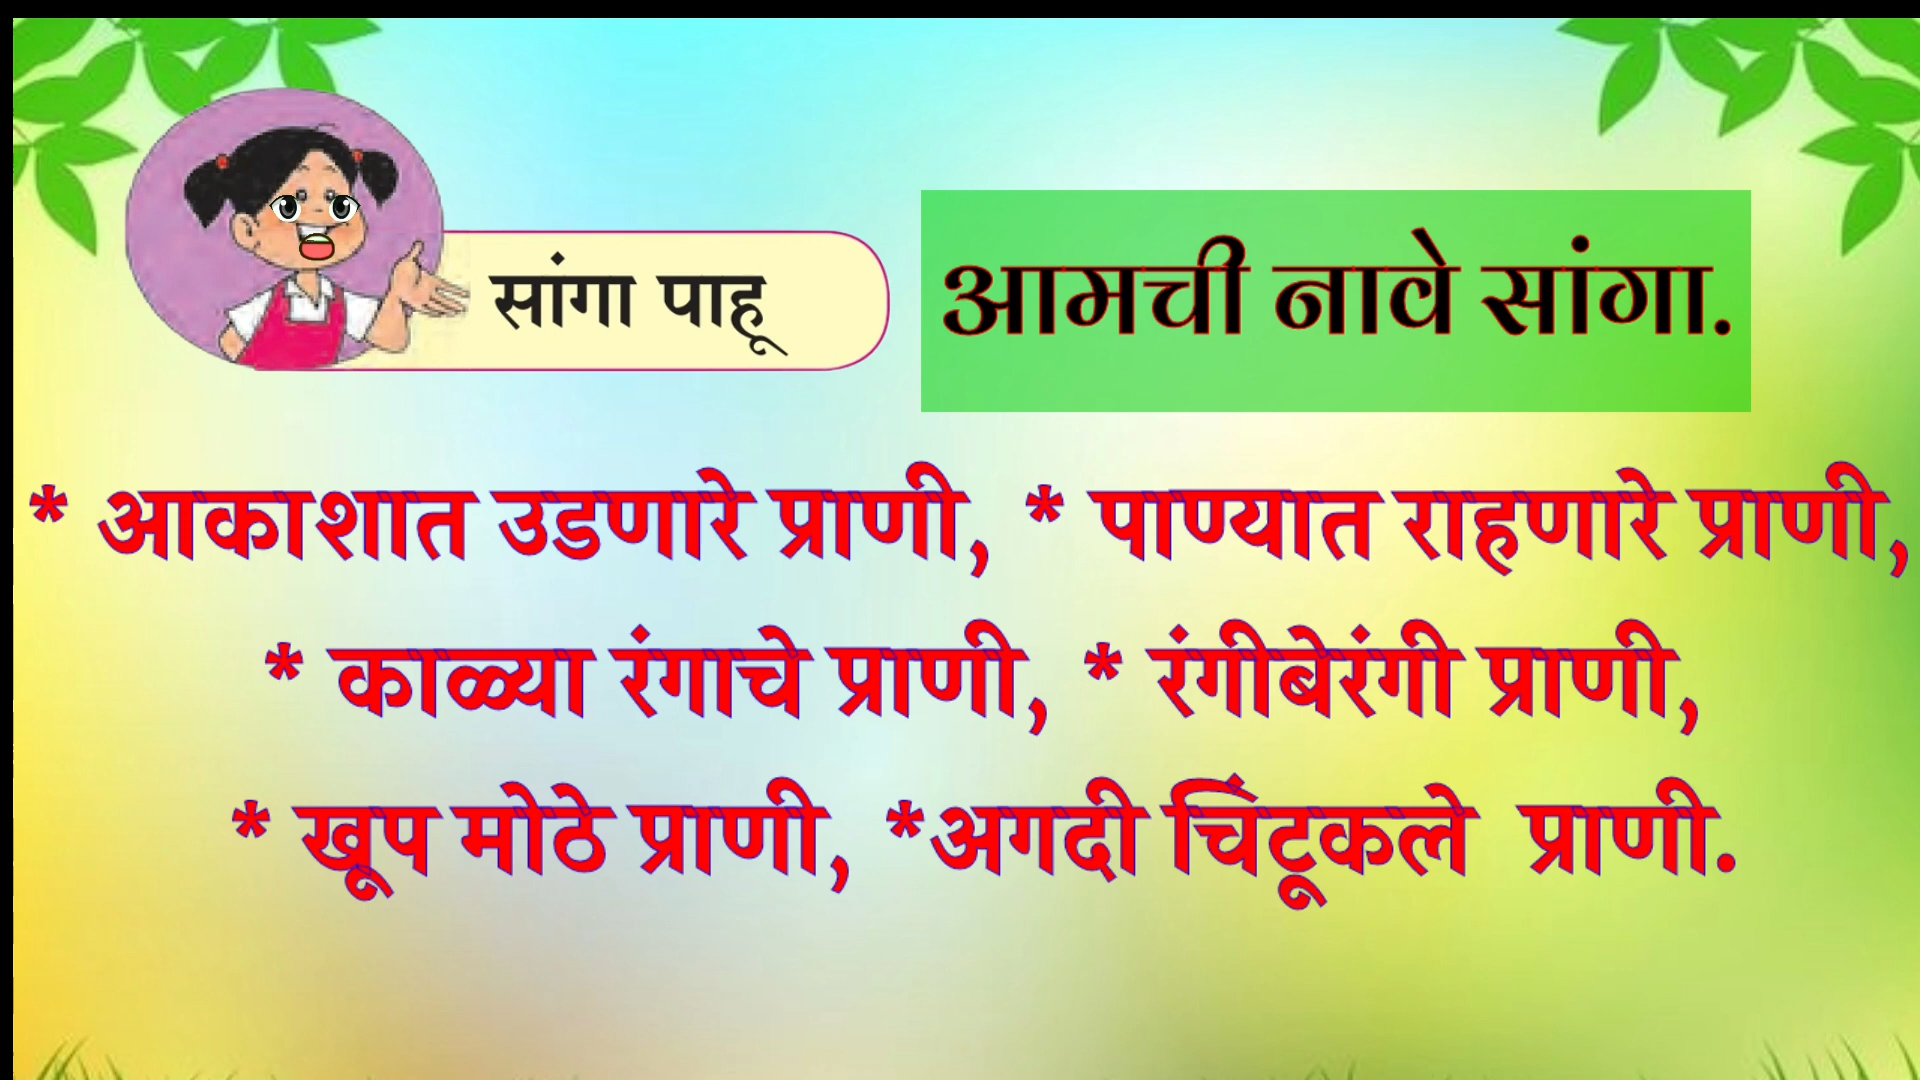 सांगा पाहू
आमची नावे सांगा.
* आकाशात उडणारे प्राणी, * पाण्यात राहणारे प्राणी,
* काळ्या रंगाचे प्राणी, * रंगीबेरंगी प्राणी,
* खूप मोठे प्राणी, *अगदी चिंटूकले प्राणी.